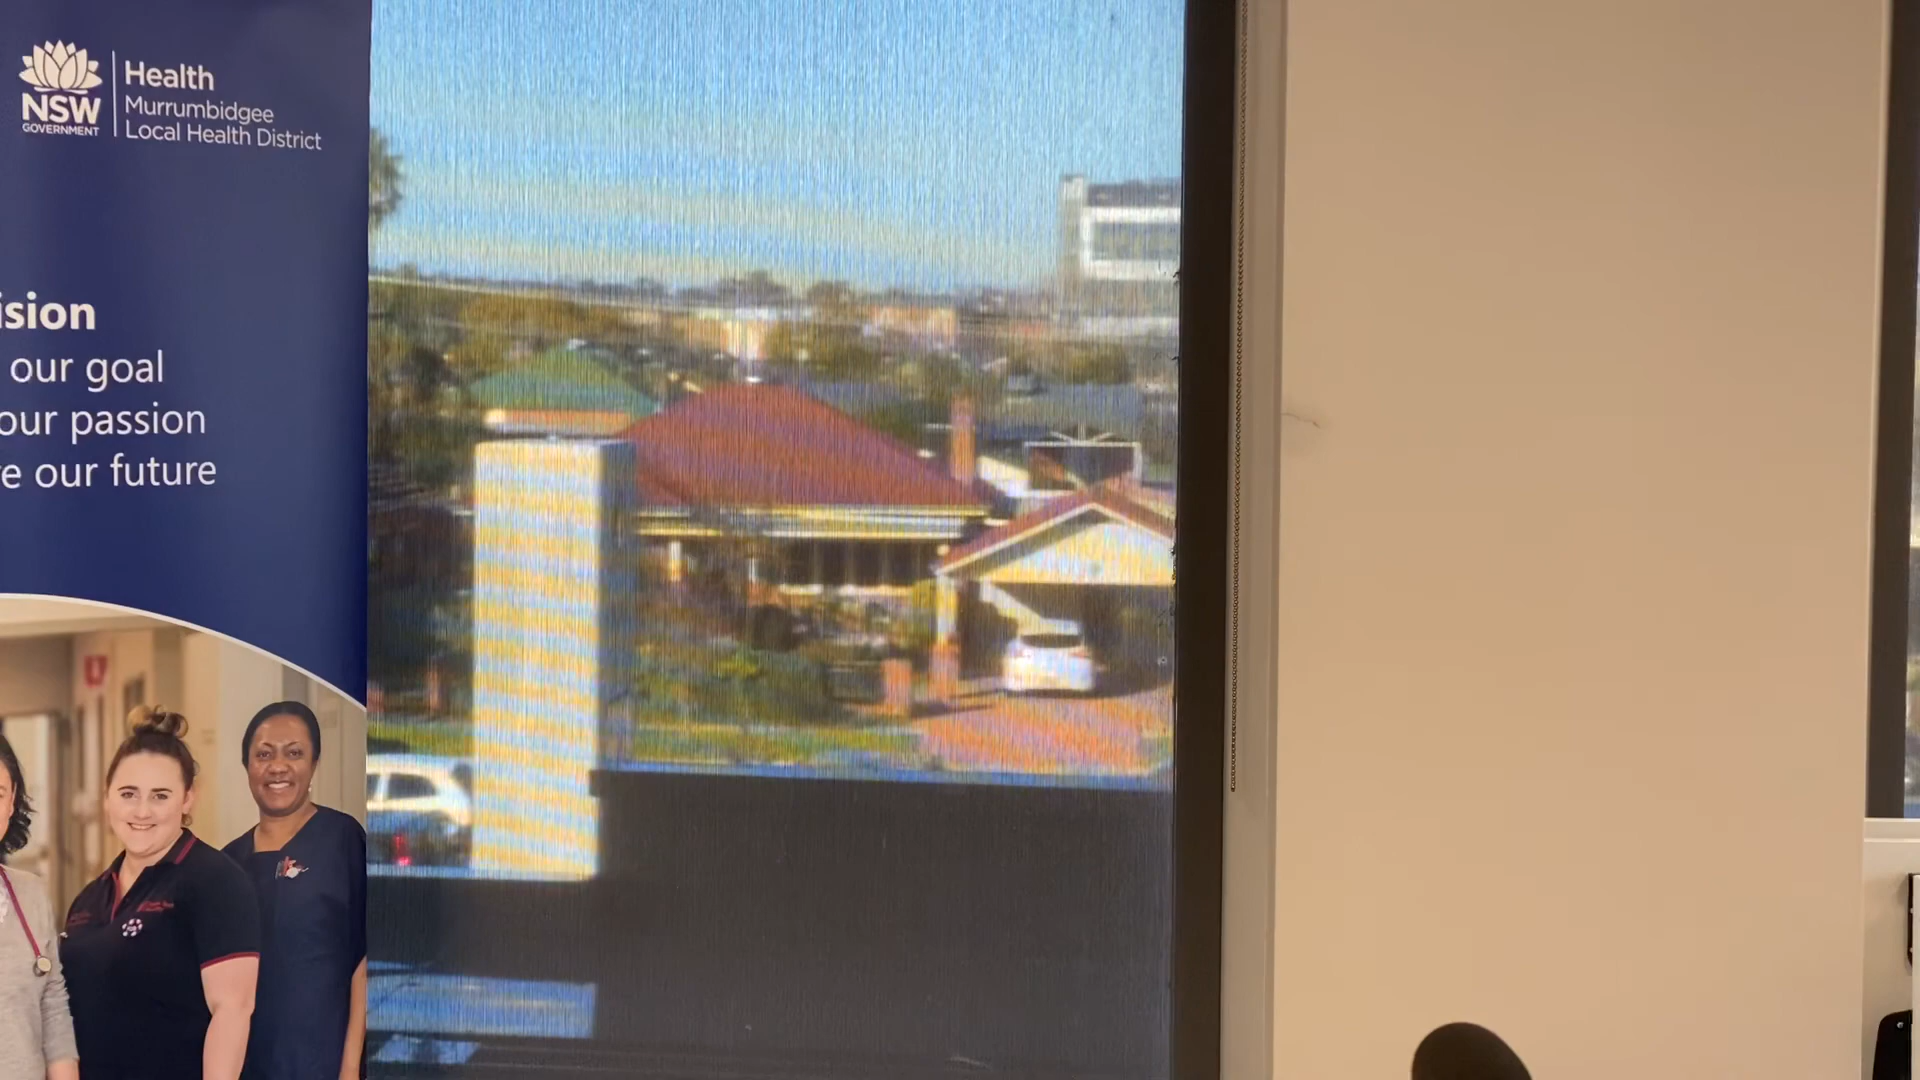 NSW
GOVERNMENT
Health
Murrumbidgee
Local Health District
ision
our goal
our passion
e our future